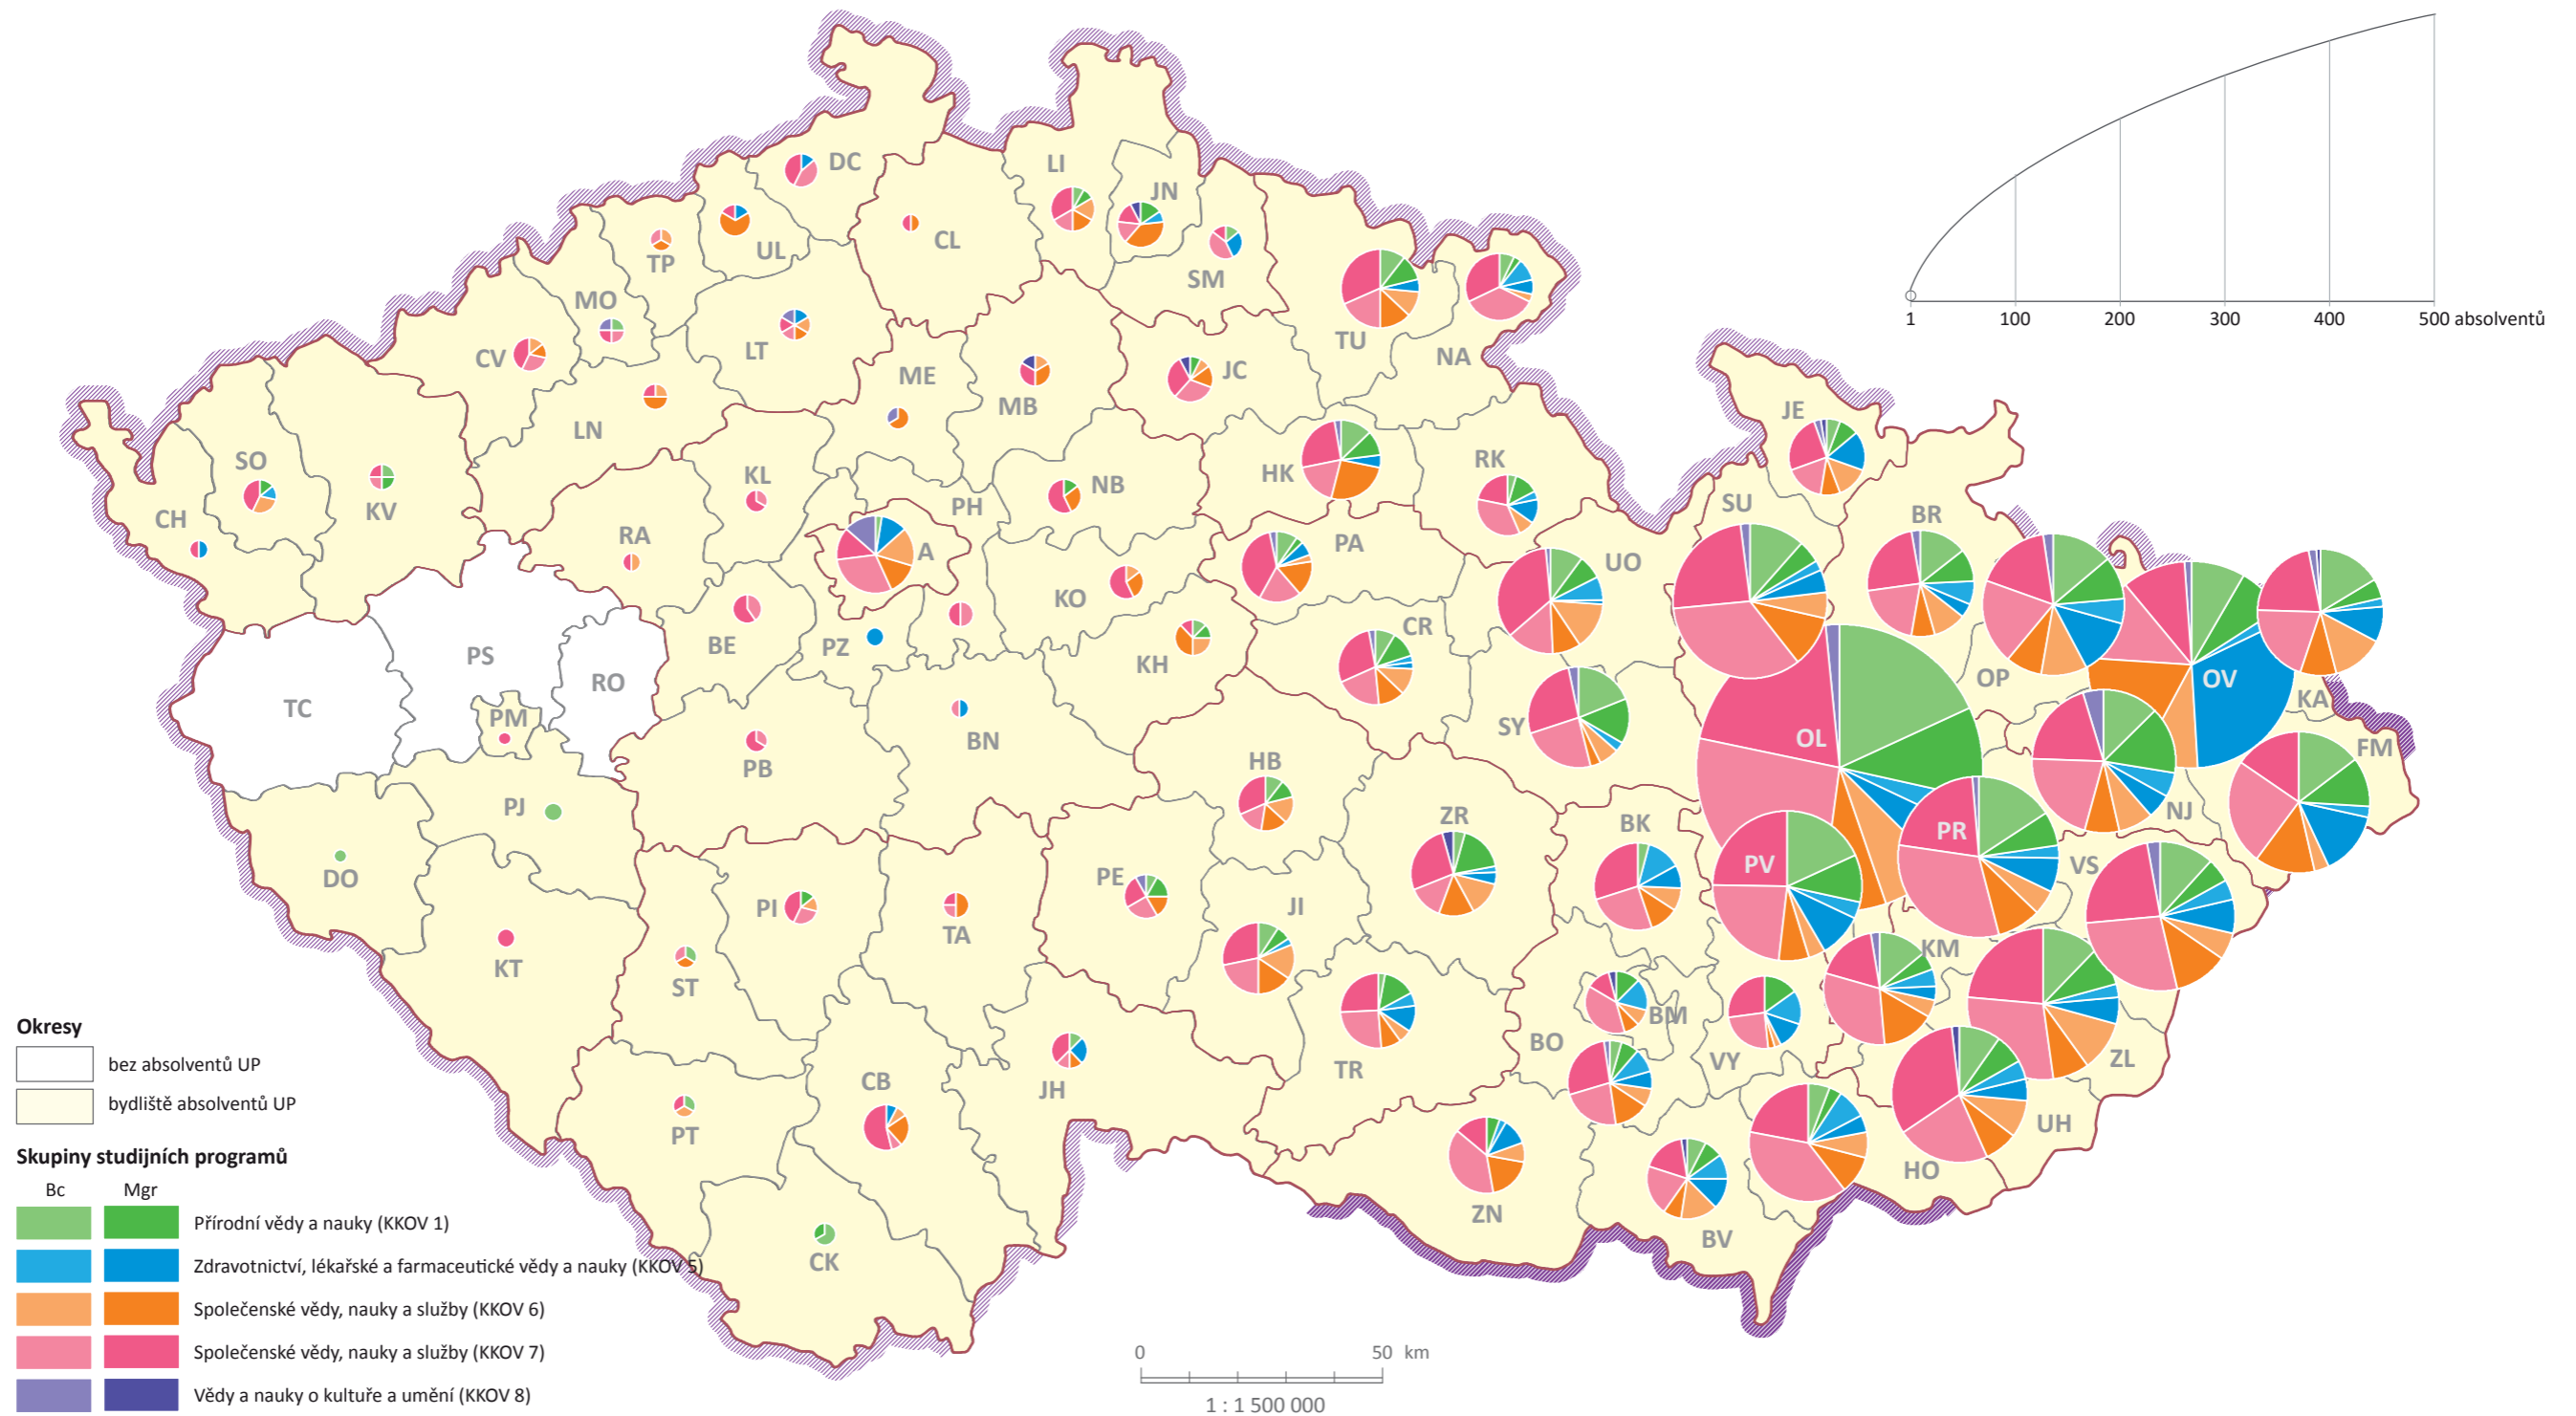 DC
LI
JN
UL
CL
TP
SM
MO
TU
LT
CV
JC
NA
ME
MB
JE
LN
SO
KL
NB
HK
RK
SU
PH
CH
KV
BR
RA
A
PA
UO
KO
CR
BE
PZ
KH
PS
RO
OP
OV
KA
TC
PM
BN
SY
OL
FM
PB
HB
PJ
ZR
BK
NJ
PR
PV
VS
DO
PE
JI
PI
TA
KM
KT
ST
BM
BO
VY
TR
ZL
CB
JH
PT
UH
HO
ZN
BV
CK
1 100 200 300 400 500 absolventů
Okresy
bez absolventů UP
bydliště absolventů UP
Skupiny studijních programů
Bc Mgr
Přírodní vědy a nauky (KKOV 1)
Zdravotnictví, lékařské a farmaceutické vědy a nauky (KKOV 5)
Společenské vědy, nauky a služby (KKOV 6)
Společenské vědy, nauky a služby (KKOV 7)
Vědy a nauky o kultuře a umění (KKOV 8)
0 50 km
1 : 1 500 000